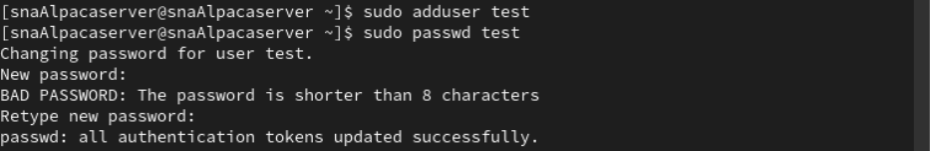 [snaAlpacaserver@snaAlpacaserver ~]$ sudo adduser test
[snaAlpacaserver@snaAlpacaserver ~]$ sudo passwd test
Changing password for user test.
New password:
BAD PASSWORD: The password is shorter than 8 characters
Retype new password:
passwd: all authentication tokens updated successfully.